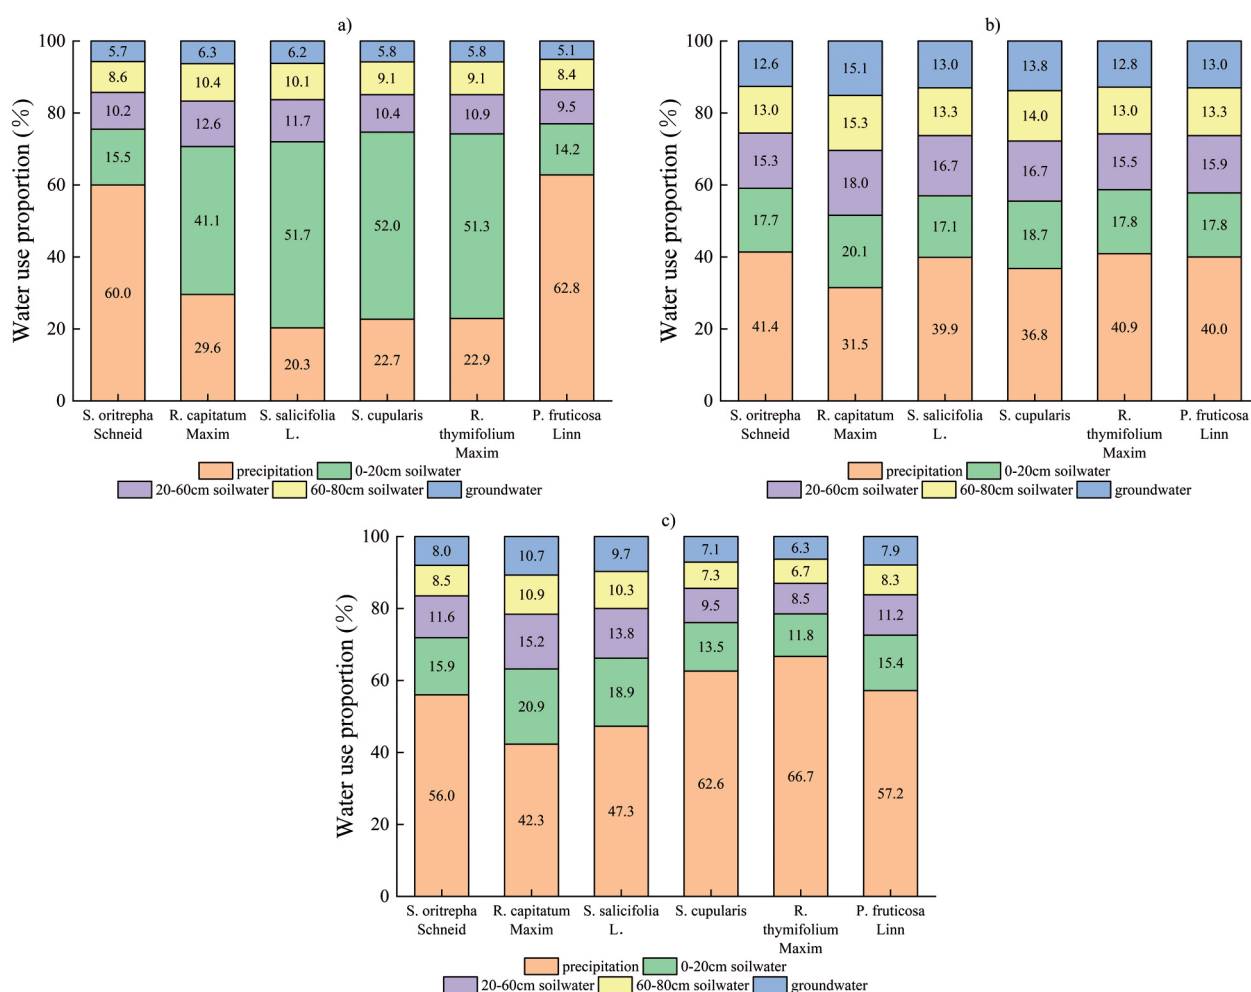 a)
Water use proportion (%)
100
80
60
40
20
0
5.7 6.3 6.2 5.8 5.8 5.1
8.6 10.4 10.1 9.1 9.1 8.4
10.2 12.6 11.7 10.4 10.9 9.5
15.5 41.1 51.7 52.0 51.3 14.2
60.0 29.6 20.3 22.7 22.9 62.8
S. oritrepha R. capitatum S. salicifolia S. cupularis R. P. fruticosa
Schneid Maxim L. thymifolium Linn
Maxim
precipitation 0-20cm soilwater
20-60cm soilwater 60-80cm soilwater groundwater
b)
Water use proportion (%)
100
80
60
40
20
0
12.6 15.1 13.0 13.8 12.8 13.0
13.0 15.3 13.3 14.0 13.0 13.3
15.3 18.0 16.7 16.7 15.5 15.9
17.7 20.1 17.1 18.7 17.8 17.8
41.4 31.5 39.9 36.8 40.9 40.0
S. oritrepha R. capitatum S. salicifolia S. cupularis R. P. fruticosa
Schneid Maxim L. thymifolium Linn
Maxim
precipitation 0-20cm soilwater
20-60cm soilwater 60-80cm soilwater groundwater
c)
Water use proportion (%)
100
80
60
40
20
0
8.0 10.7 9.7 7.1 6.3 7.9
8.5 10.9 10.3 7.3 6.7 8.3
11.6 15.2 13.8 9.5 8.5 11.2
15.9 20.9 18.9 13.5 11.8 15.4
56.0 42.3 47.3 62.6 66.7 57.2
S. oritrepha R. capitatum S. salicifolia S. cupularis R. P. fruticosa
Schneid Maxim L. thymifolium Linn
Maxim
precipitation 0-20cm soilwater
20-60cm soilwater 60-80cm soilwater groundwater